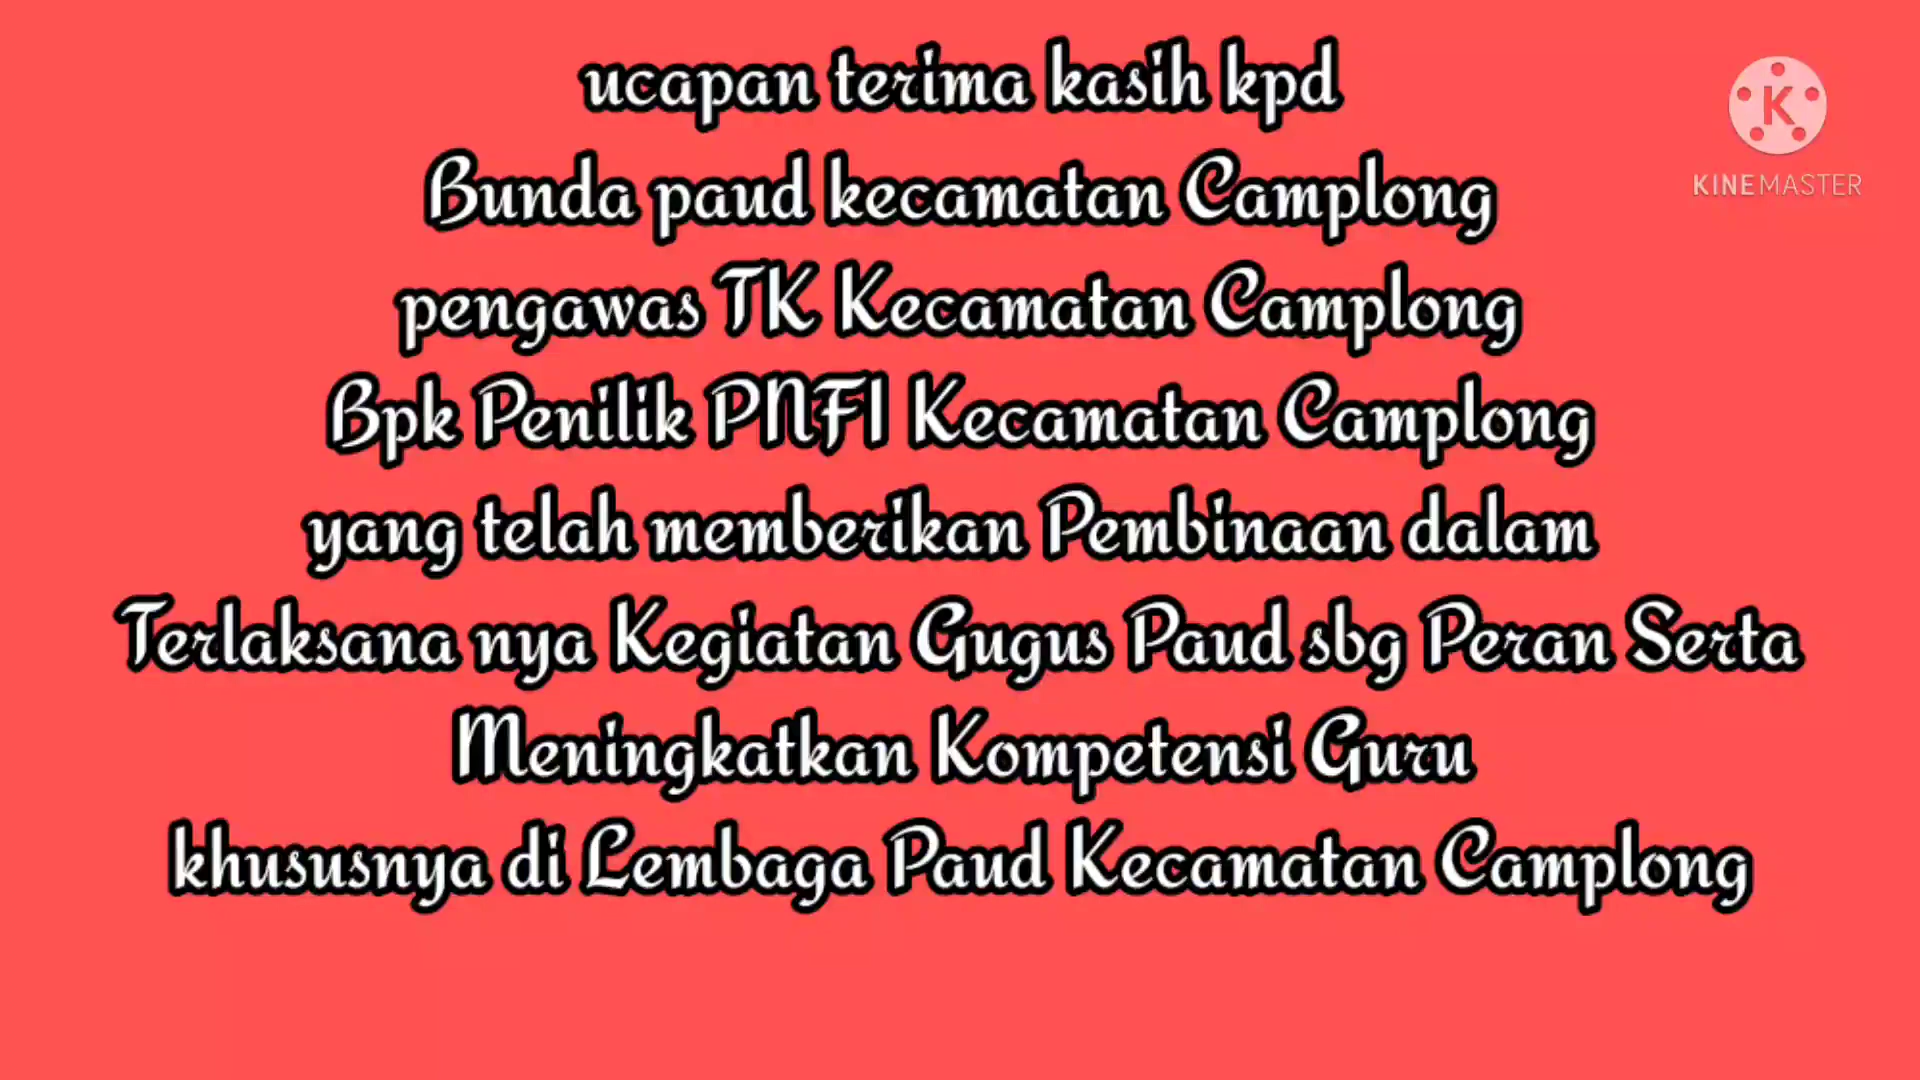 ucapan terima kasih kpd
Bunda paud kecamatan Camplong
pengawas TK Kecamatan Camplong
Bpk Penilik PNFI Kecamatan Camplong
yang telah memberikan Pembinaan dalam
Terlaksana nya Kegiatan Gugus Paud sbg Peran Serta
Meningkatkan Kompetensi Guru
khususnya di Lembaga Paud Kecamatan Camplong
K
KINEMASTER